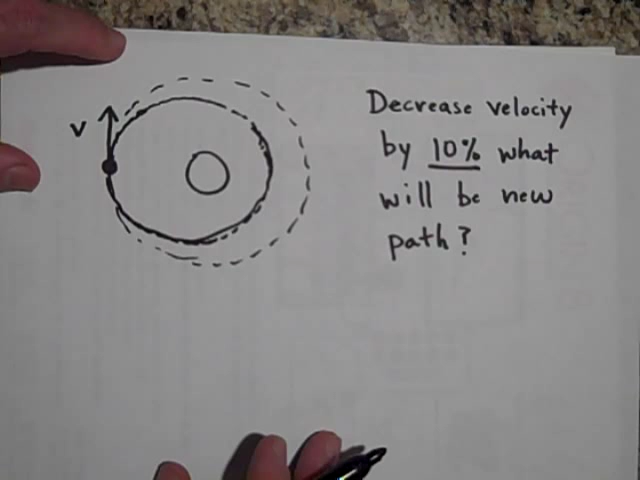 V
Decrease velocity
by 10% what
will be new
path?